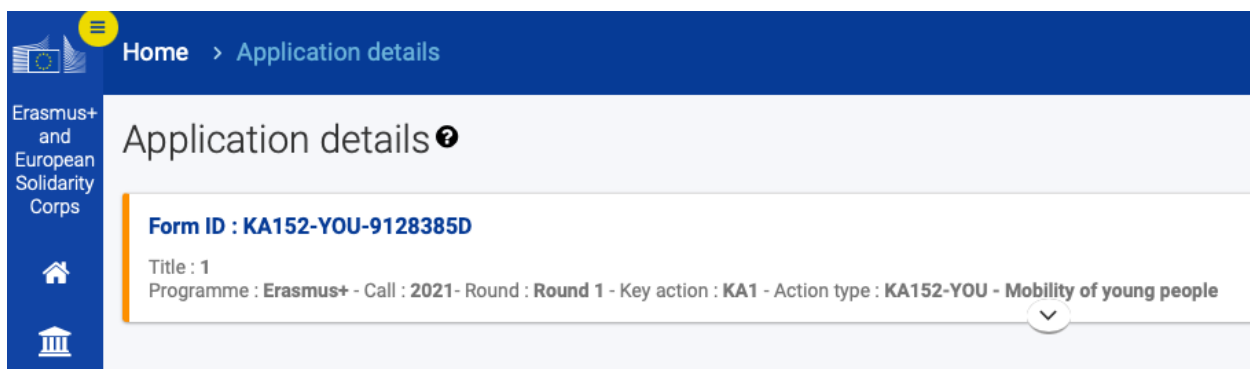 Home > Application details
Erasmus+
and
European
Solidarity
Corps
Application details
Form ID : KA152-YOU-9128385D
Title : 1
Programme : Erasmus+ - Call : 2021- Round : Round 1 - Key action : KA1 - Action type : KA152-YOU - Mobility of young people